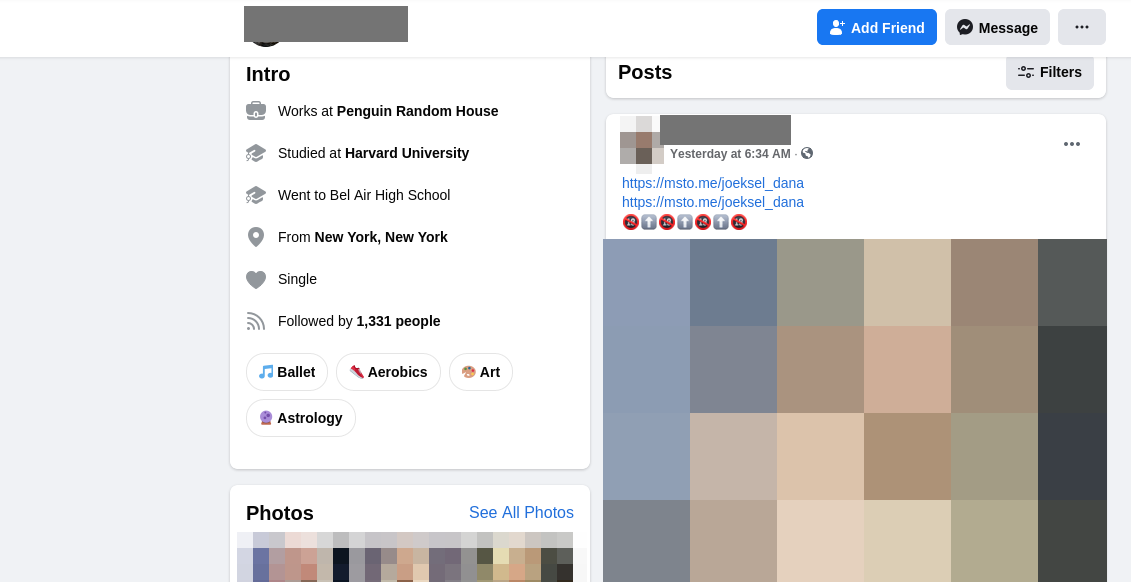 Add Friend
Message
Intro
Works at Penguin Random House
Studied at Harvard University
Went to Bel Air High School
From New York, New York
Single
Followed by 1,331 people
Ballet
Aerobics
Art
Astrology
Photos
See All Photos
Posts
Filters
Yesterday at 6:34 AM ·
https://msto.me/joeksel_dana
https://msto.me/joeksel_dana
🔞⬆️🔞⬆️🔞⬆️🔞